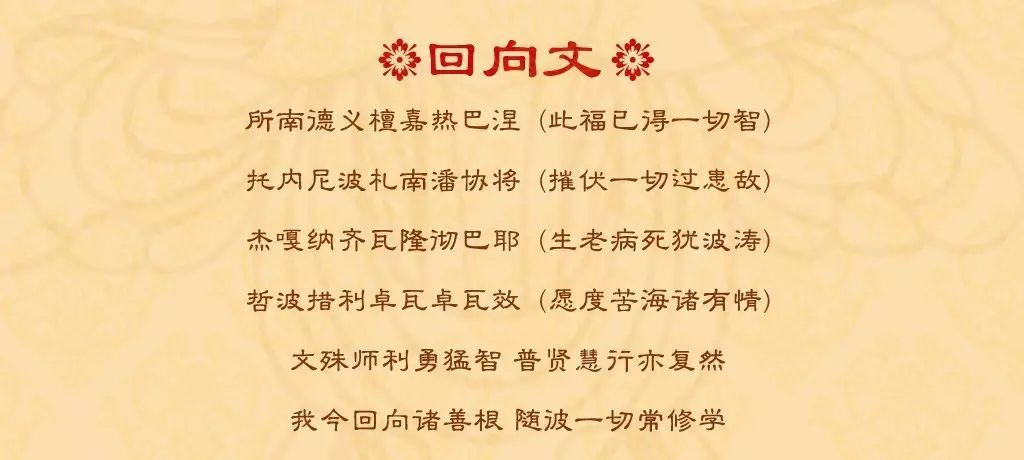 回向文
所南德义檀嘉热巴涅（此福已得一切智）
托内尼波札南潘协将（摧伏一切过患敌）
杰嘎纳齐瓦隆彻巴耶（生老病死犹波涛）
哲波措利卓瓦卓瓦效（愿度苦海诸有情）
文殊师利勇猛智 普贤慧行亦复然
我今回向诸善根 随波一切常修学